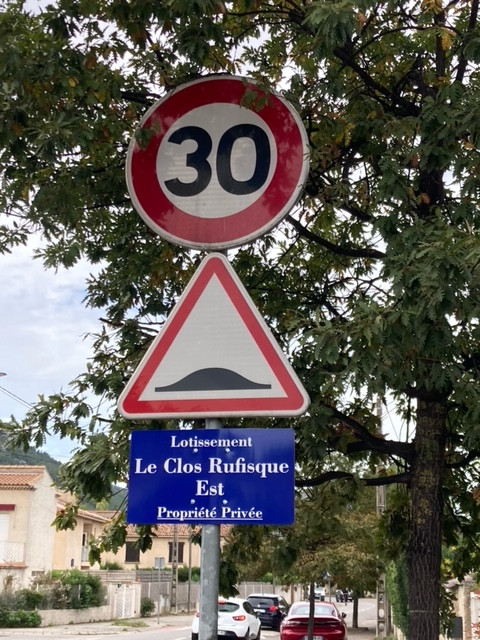 30
Lotissement
Le Clos Rufisque
Est
Propriété Privée